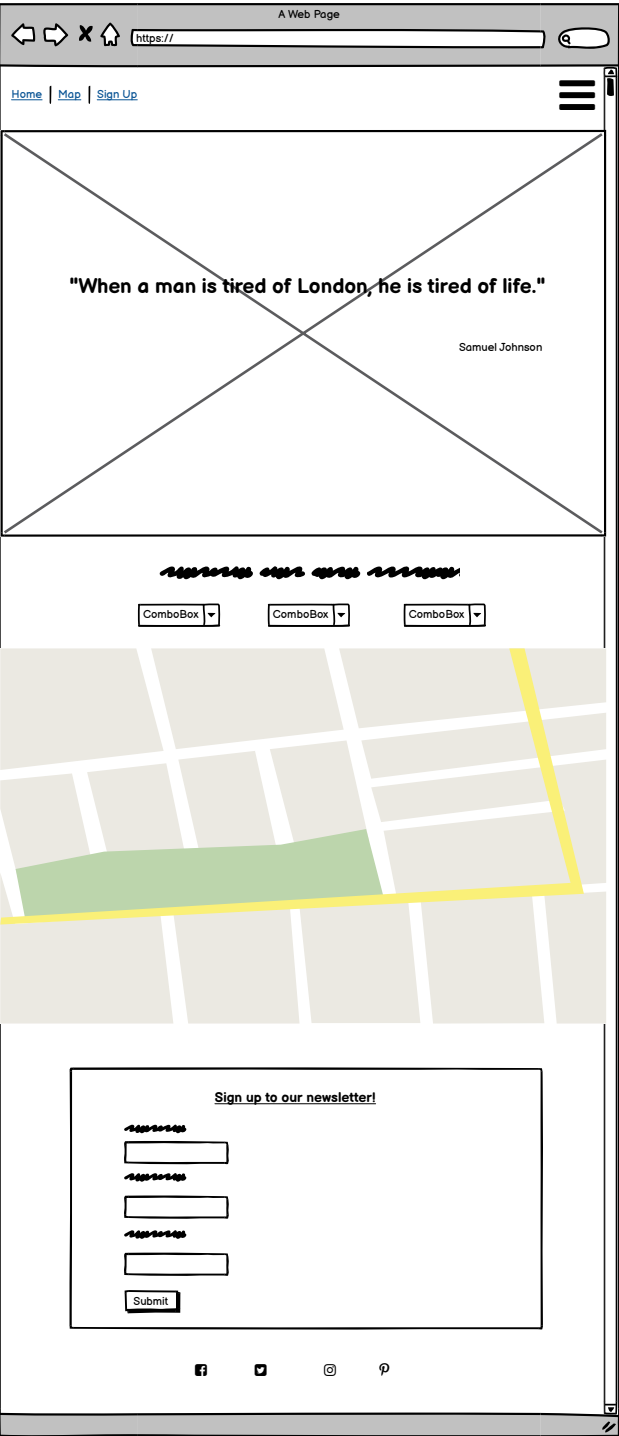 A Web Page
https://
Home Map Sign Up
"When a man is tired of London, he is tired of life."
Samuel Johnson
ComboBox ComboBox ComboBox
Sign up to our newsletter!
Submit